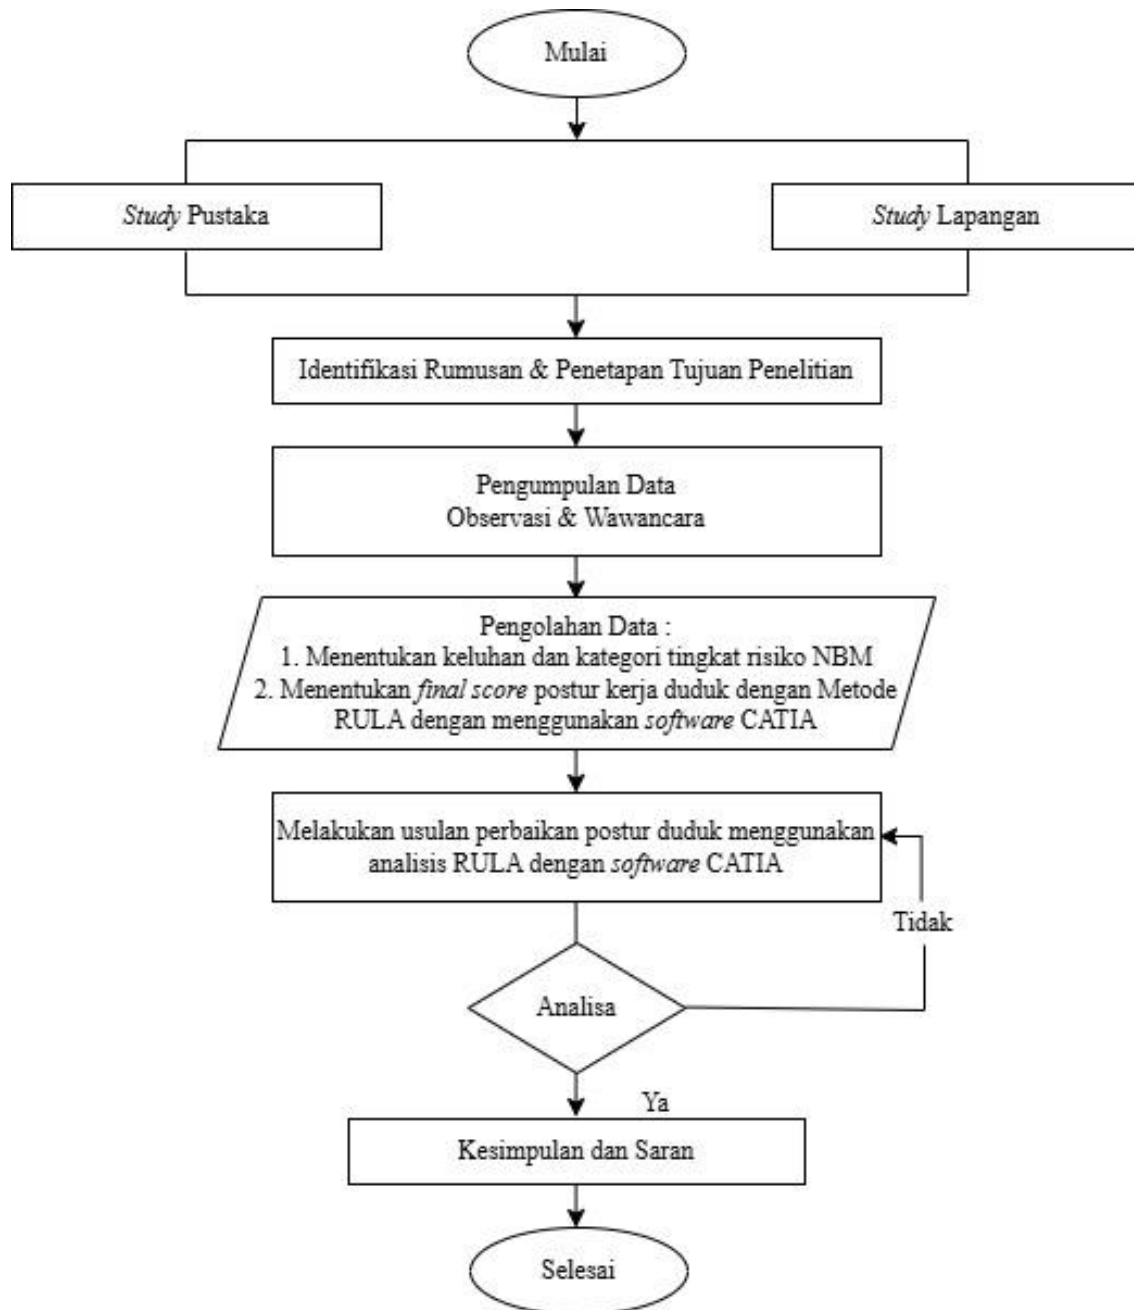 Mulai
Study Pustaka
Study Lapangan
Identifikasi Rumusan & Penetapan Tujuan Penelitian
Pengumpulan Data
Observasi & Wawancara
Pengolahan Data :
1. Menentukan keluhan dan kategori tingkat risiko NBM
2. Menentukan final score postur kerja duduk dengan Metode
RULA dengan menggunakan software CATIA
Melakukan usulan perbaikan postur duduk menggunakan
analisis RULA dengan software CATIA
Tidak
Analisa
Ya
Kesimpulan dan Saran
Selesai